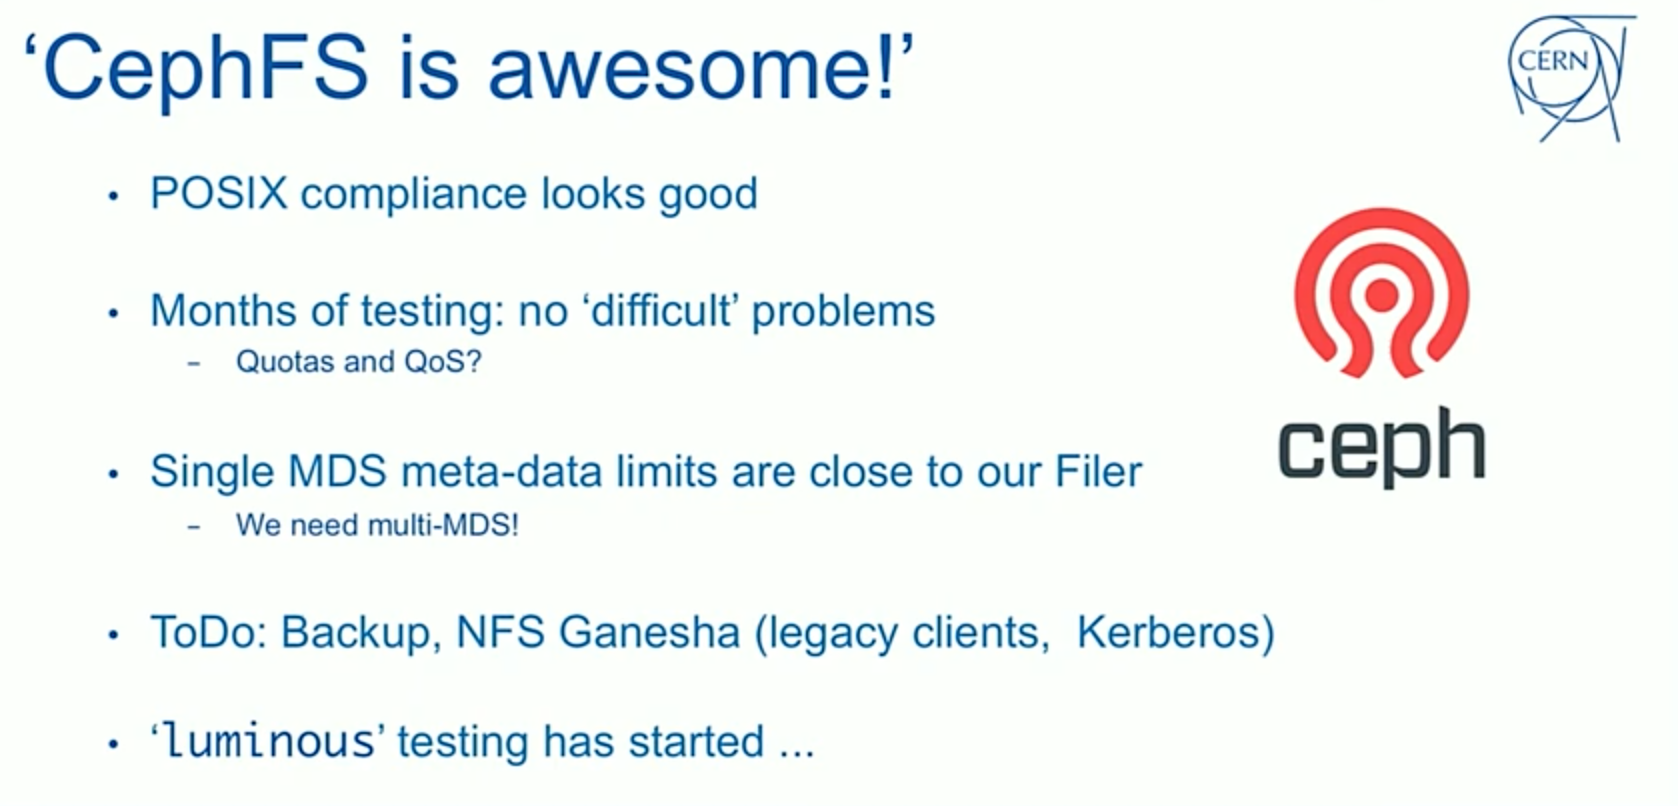 ‘CephFS is awesome!’
CERN
• POSIX compliance looks good
• Months of testing: no ‘difficult’ problems
– Quotas and QoS?
ceph
• Single MDS meta-data limits are close to our Filer
– We need multi-MDS!
• ToDo: Backup, NFS Ganesha (legacy clients,  Kerberos)
• ‘luminous’ testing has started ...